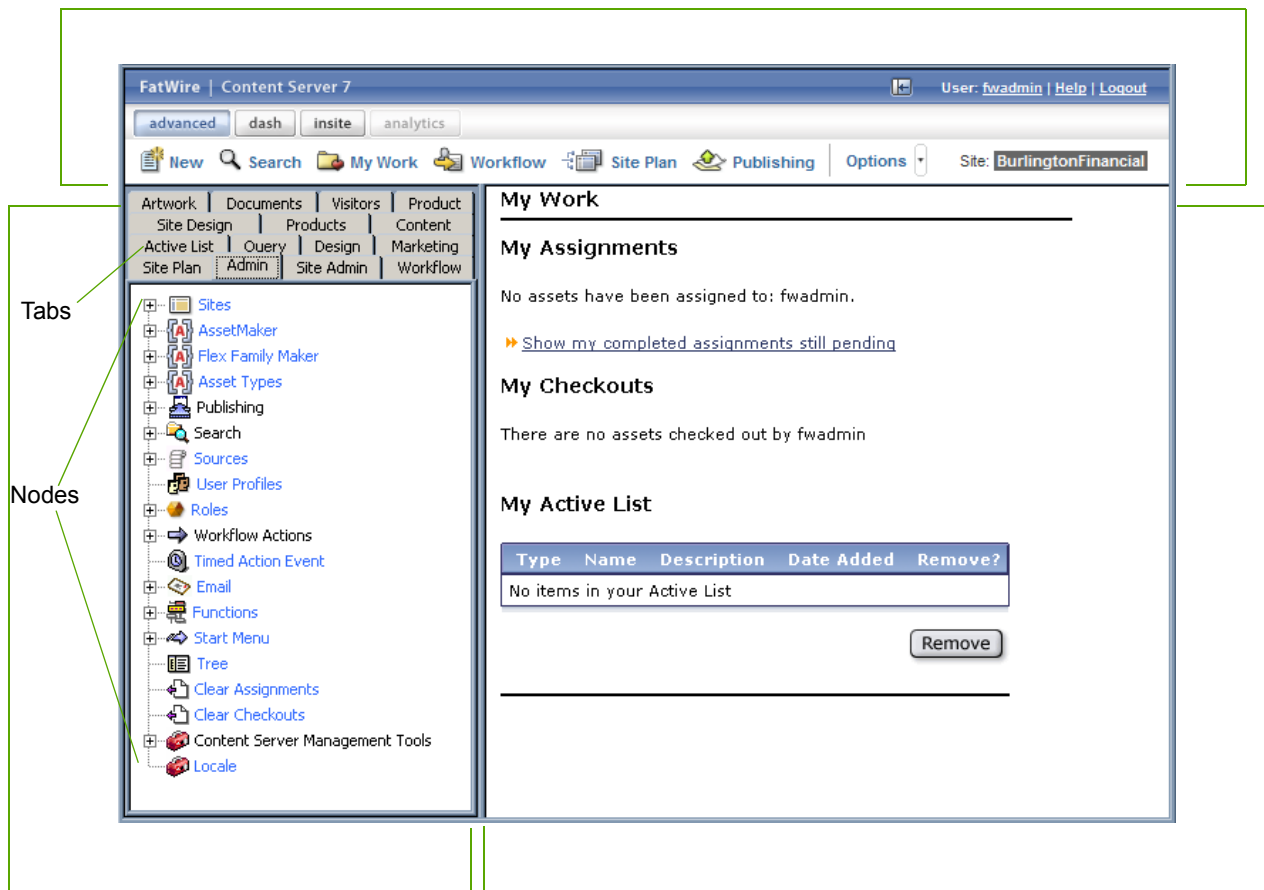 FatWire | Content Server 7
User: fwadmin | Help | Logout
advanced dash insite analytics
New Search My Work Workflow Site Plan Publishing Options Site: BurlingtonFinancial
Artwork Documents Visitors Product
Site Design Products Content
Active List Query Design Marketing
Site Plan Admin Site Admin Workflow
Tabs
Nodes
Sites
AssetMaker
Flex Family Maker
Asset Types
Publishing
Search
Sources
User Profiles
Roles
Workflow Actions
Timed Action Event
Email
Functions
Start Menu
Tree
Clear Assignments
Clear Checkouts
Content Server Management Tools
Locale
My Work
My Assignments
No assets have been assigned to: fwadmin.
Show my completed assignments still pending
My Checkouts
There are no assets checked out by fwadmin
My Active List
Type Name Description Date Added Remove?
No items in your Active List
Remove